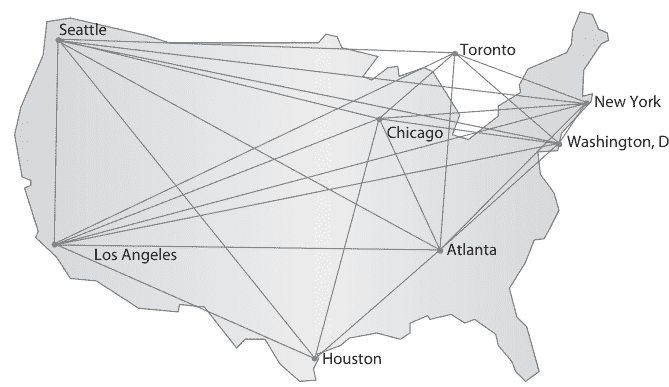 Seattle
Toronto
New York
Chicago
Washington, D
Los Angeles
Atlanta
Houston